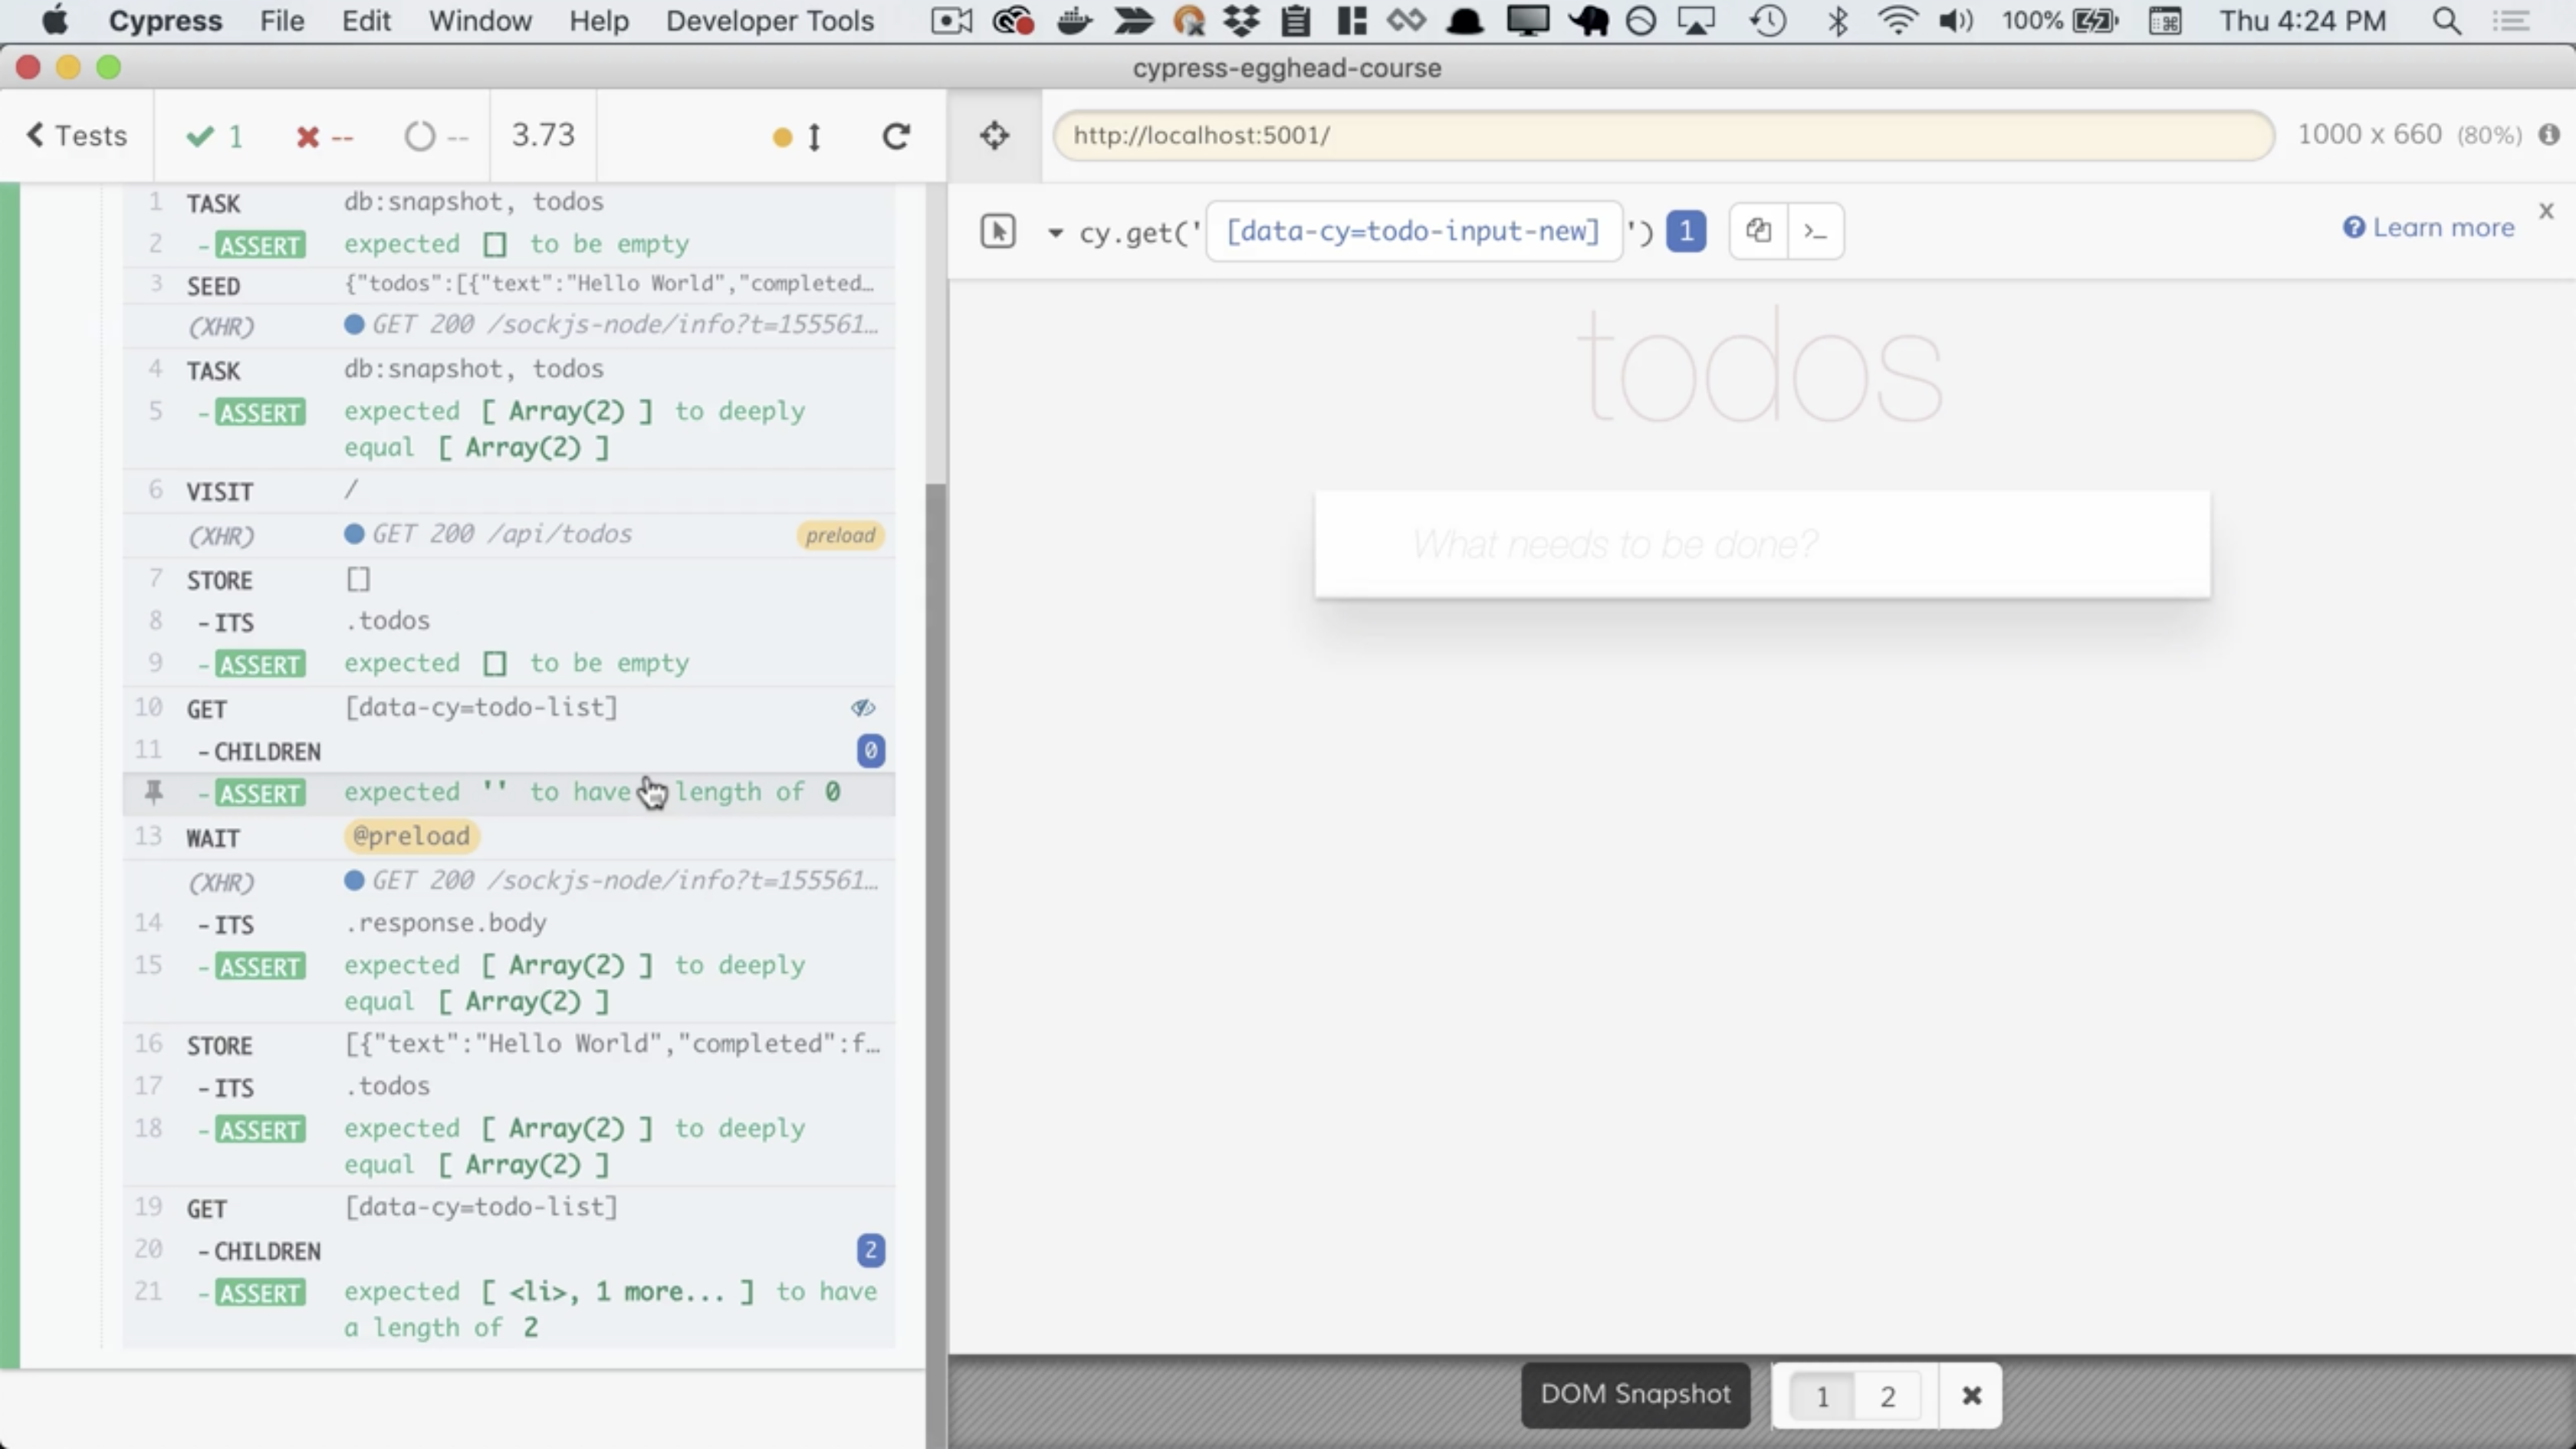 Cypress File Edit Window Help Developer Tools 100% Thu 4:24 PM
cypress-egghead-course
Tests 1 -- -- 3.73
http://localhost:5001/ 1000 x 660 (80%)
cy.get('[data-cy=todo-input-new]') 1 >_ Learn more x
1 TASK db:snapshot, todos
2 -ASSERT expected [] to be empty
3 SEED {"todos":[{"text":"Hello World","completed…
(XHR) GET 200 /sockjs-node/info?t=155561…
4 TASK db:snapshot, todos
5 -ASSERT expected [ Array(2) ] to deeply
equal [ Array(2) ]
6 VISIT /
(XHR) GET 200 /api/todos preload
7 STORE []
8 -ITS .todos
9 -ASSERT expected [] to be empty
10 GET [data-cy=todo-list]
11 -CHILDREN 0
-ASSERT expected '' to have length of 0
13 WAIT @preload
(XHR) GET 200 /sockjs-node/info?t=155561…
14 -ITS .response.body
15 -ASSERT expected [ Array(2) ] to deeply
equal [ Array(2) ]
16 STORE [{"text":"Hello World","completed":f…
17 -ITS .todos
18 -ASSERT expected [ Array(2) ] to deeply
equal [ Array(2) ]
19 GET [data-cy=todo-list]
20 -CHILDREN 2
21 -ASSERT expected [ <li>, 1 more... ] to have
a length of 2
todos
What needs to be done?
DOM Snapshot 1 2